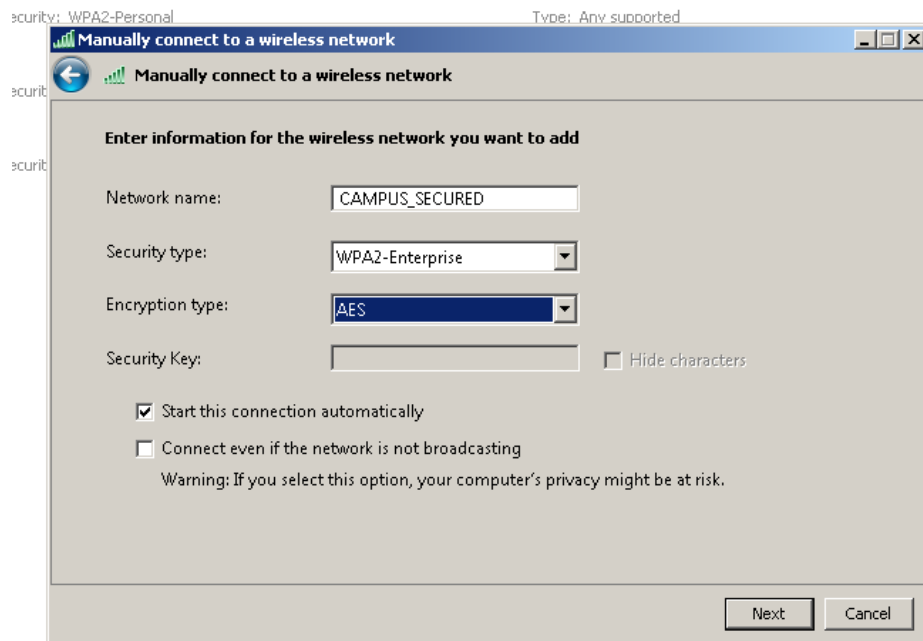 ecurity: WPA2-Personal Type: Any supported
Manually connect to a wireless network
Manually connect to a wireless network
ecurit
Enter information for the wireless network you want to add
ecurit
Network name: CAMPUS_SECURED
Security type: WPA2-Enterprise
Encryption type: AES
Security Key: Hide characters
Start this connection automatically
Connect even if the network is not broadcasting
Warning: If you select this option, your computer's privacy might be at risk.
Next Cancel